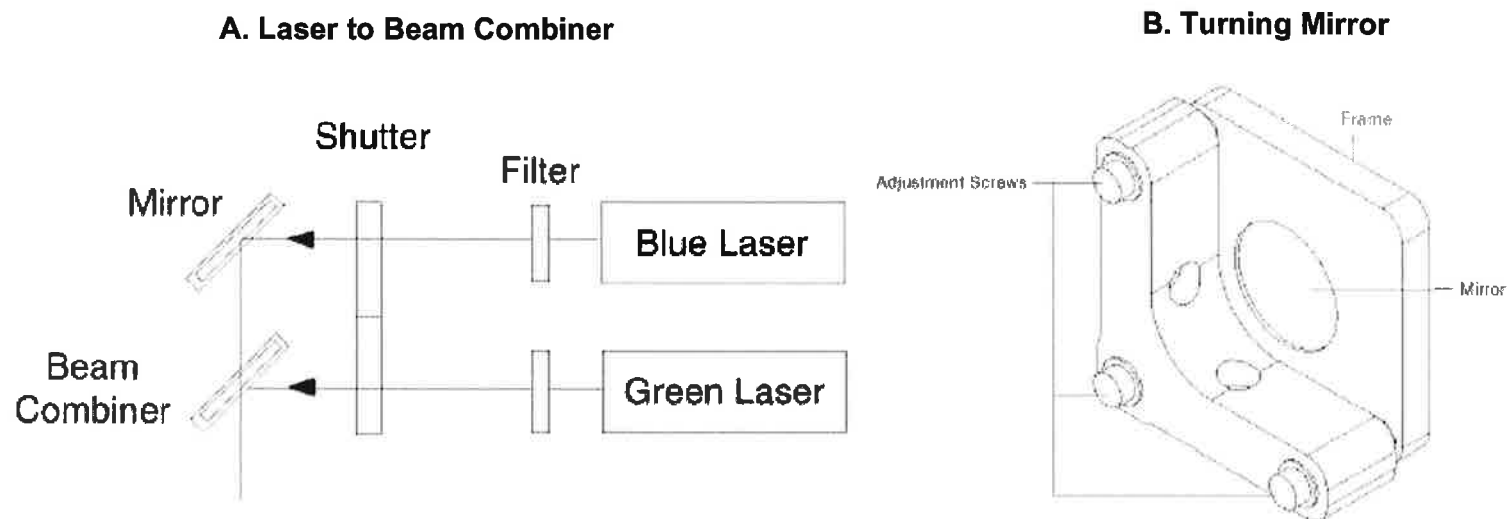 A. Laser to Beam Combiner
Shutter
Filter
Mirror
Blue Laser
Beam
Combiner
Green Laser
B. Turning Mirror
Frame
Adjustment Screws
Mirror